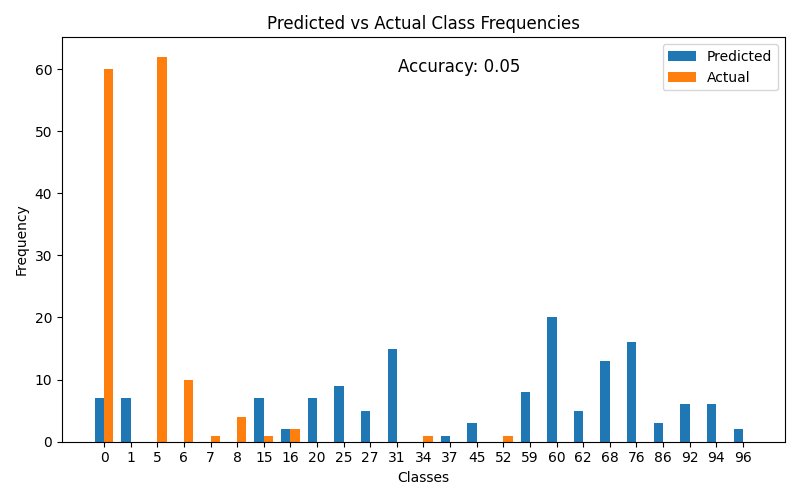 Predicted vs Actual Class Frequencies
Accuracy: 0.05
Predicted
Actual
Frequency
60
50
40
30
20
10
0
0 1 5 6 7 8 15 16 20 25 27 31 34 37 45 52 59 60 62 68 76 86 92 94 96
Classes